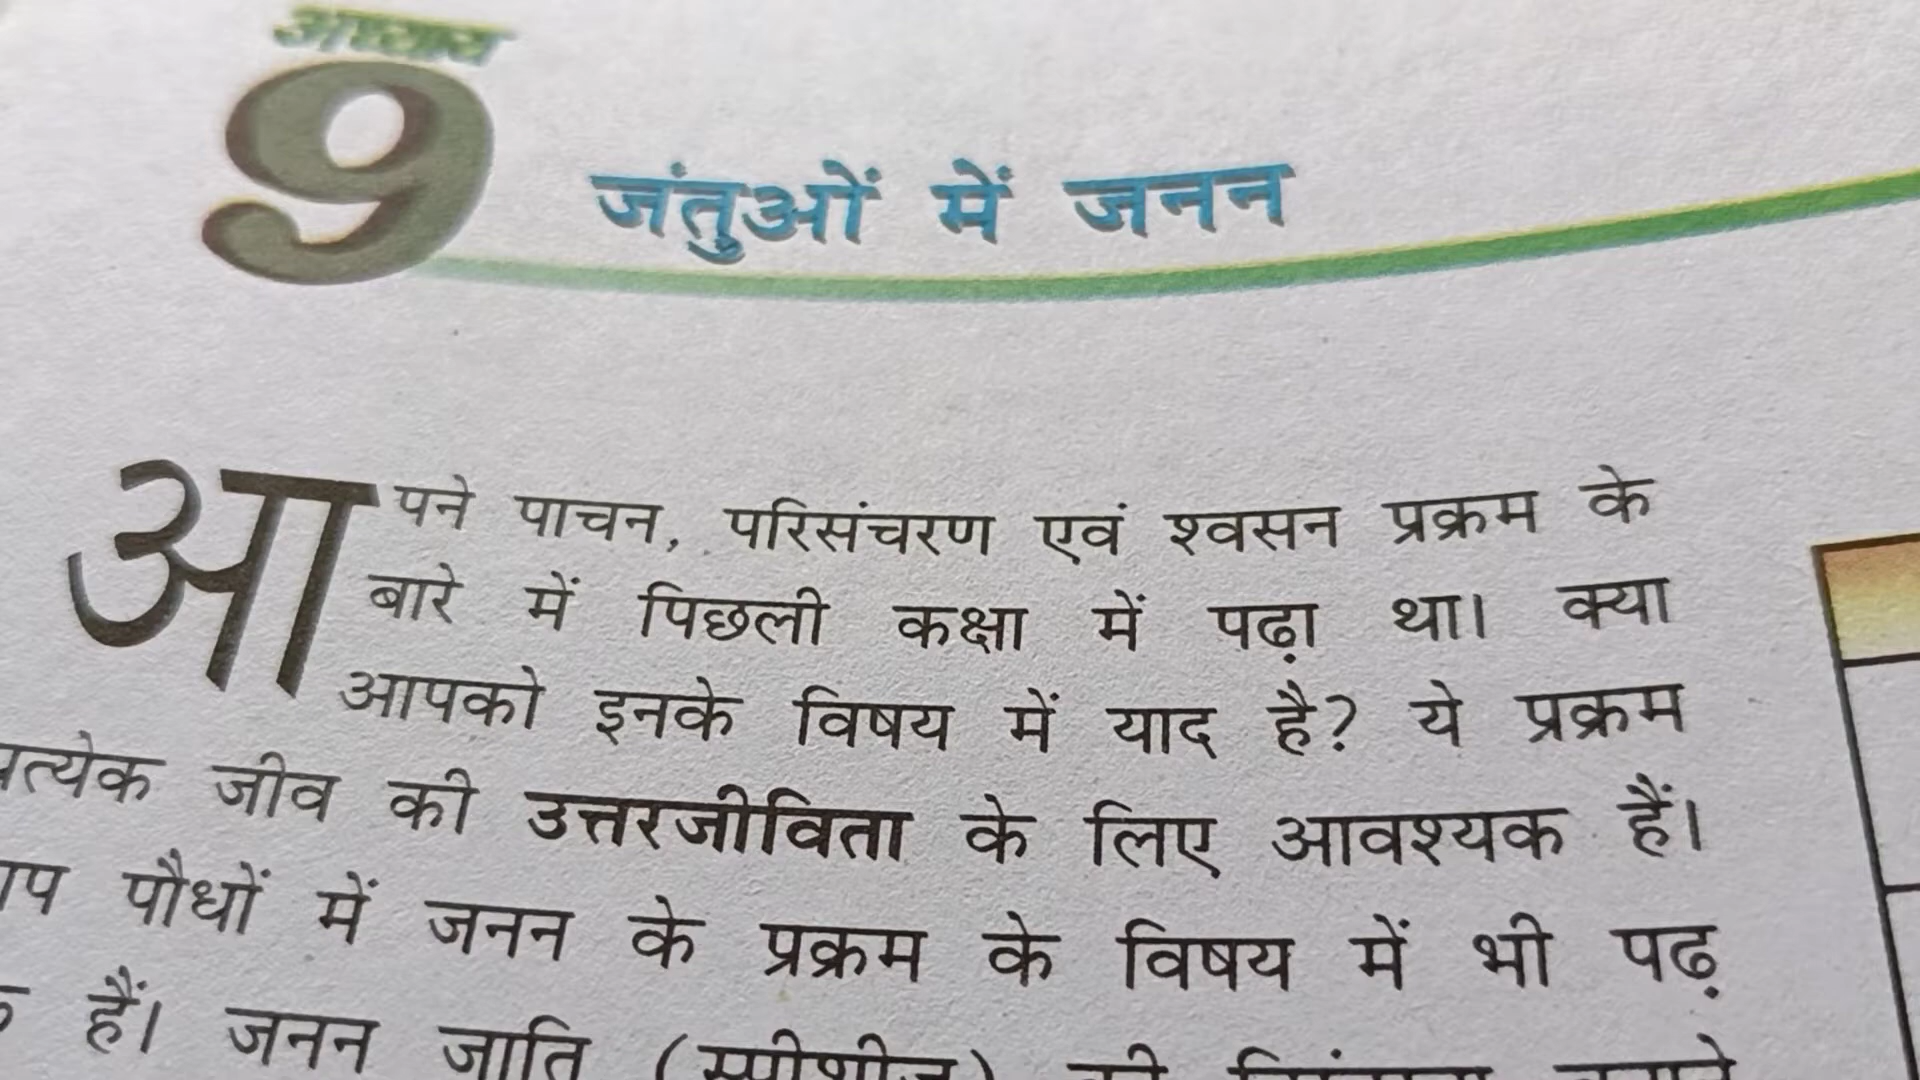 अध्याय
9
जंतुओं में जनन
आपने पाचन, परिसंचरण एवं श्वसन प्रक्रम के
बारे में पिछली कक्षा में पढ़ा था। क्या
आपको इनके विषय में याद है? ये प्रक्रम
प्रत्येक जीव की उत्तरजीविता के लिए आवश्यक हैं।
पौधों में जनन के प्रक्रम के विषय में भी पढ़
हैं। जनन जाति (स्पीशीज़) की